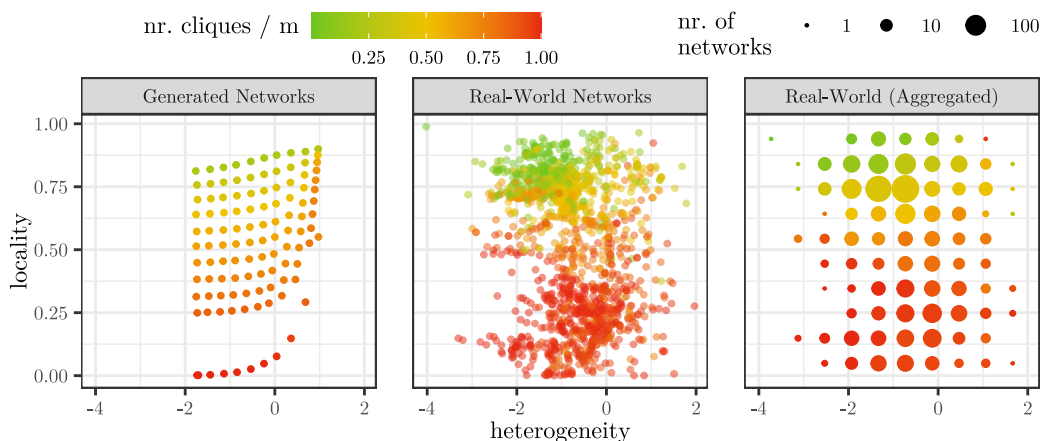 nr. cliques / m
0.25 0.50 0.75 1.00
nr. of
networks
1 10 100
Generated Networks
Real-World Networks
Real-World (Aggregated)
locality
1.00
0.75
0.50
0.25
0.00
-4 -2 0 2
-4 -2 0 2
-4 -2 0 2
heterogeneity